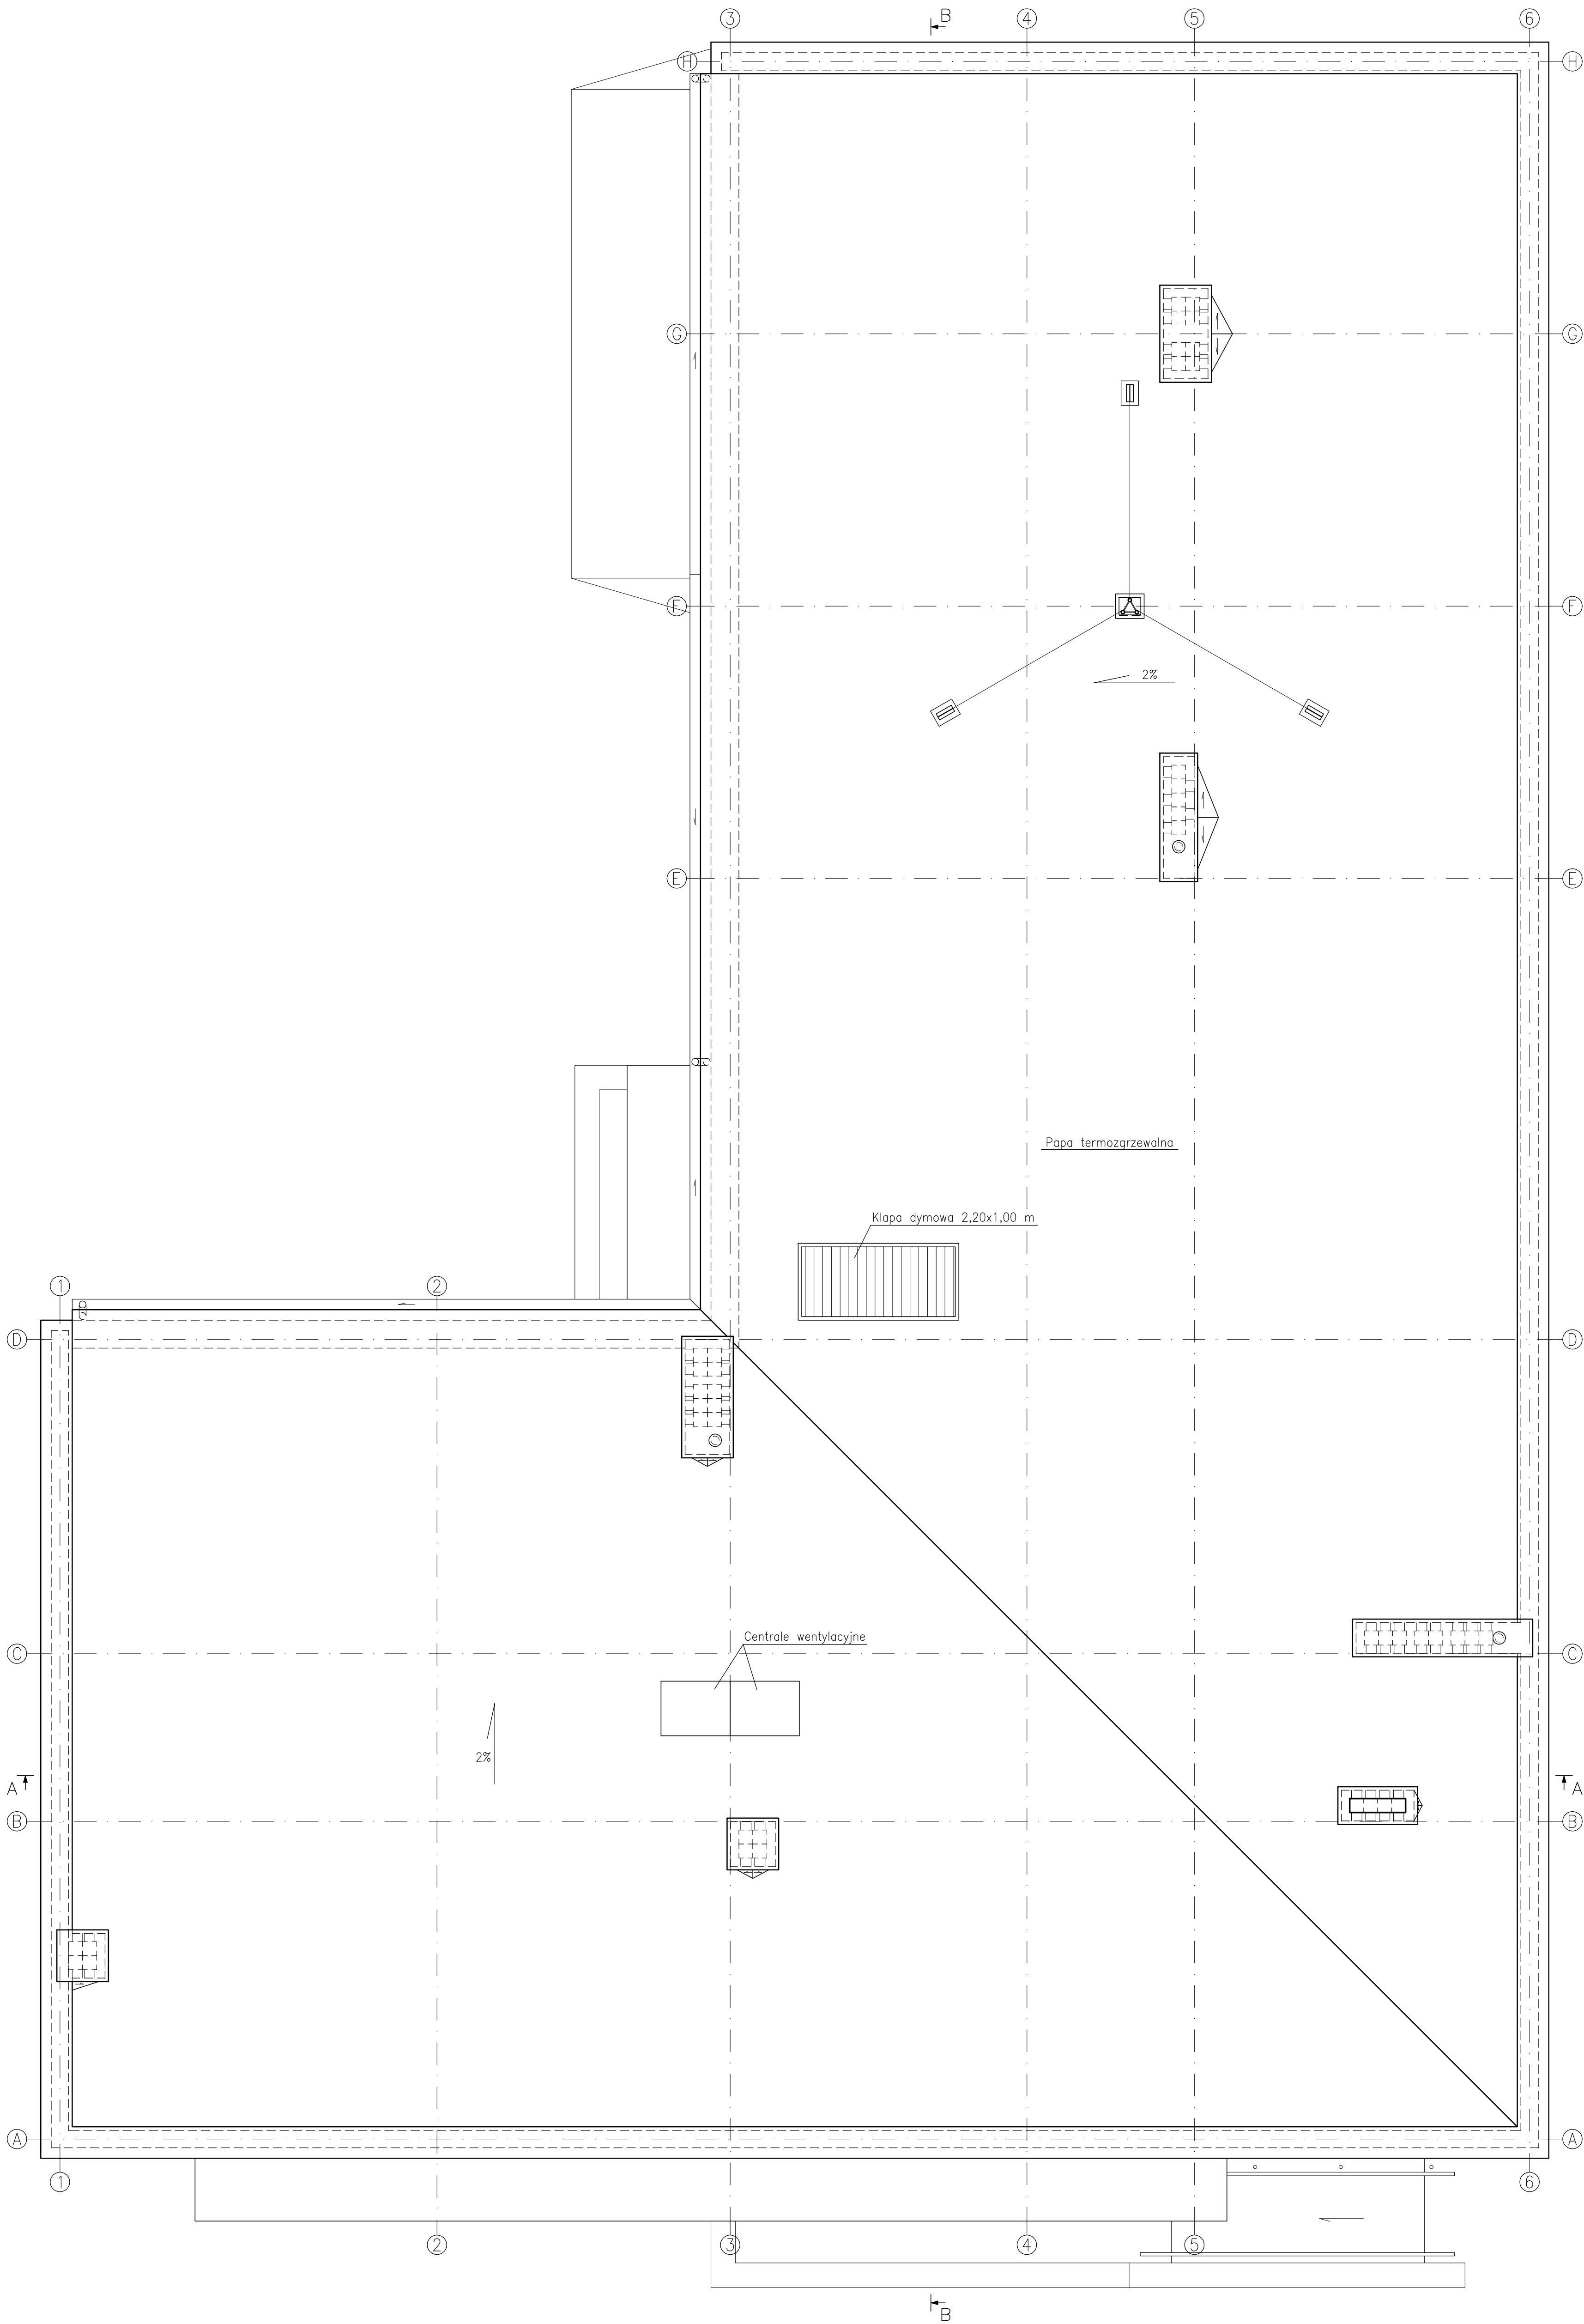 B
3 4 5 6
H H
G G
F F
2%
E E
Papa termozgrzewalna
Klapa dymowa 2,20x1,00 m
1 2
D D
Centrale wentylacyjne
C C
2%
A A
B B
A A
1 6
2 3 4 5
B